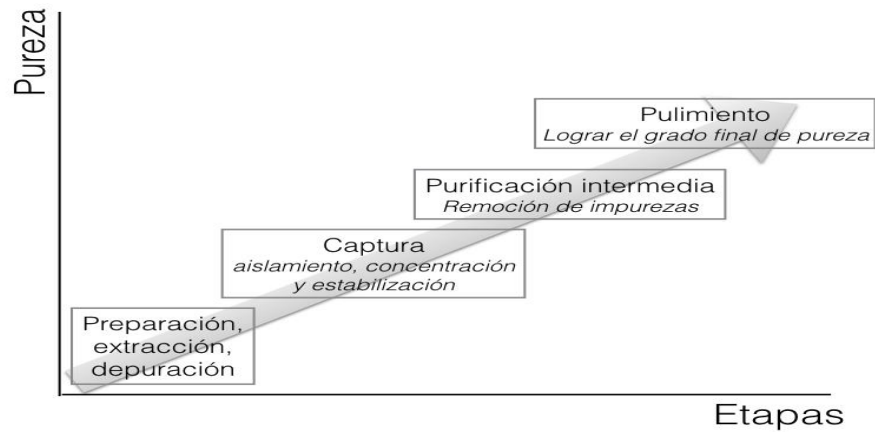 Pureza
Pulimiento
Lograr el grado final de pureza
Purificación intermedia
Remoción de impurezas
Captura
aislamiento, concentración
y estabilización
Preparación,
extracción,
depuración
Etapas